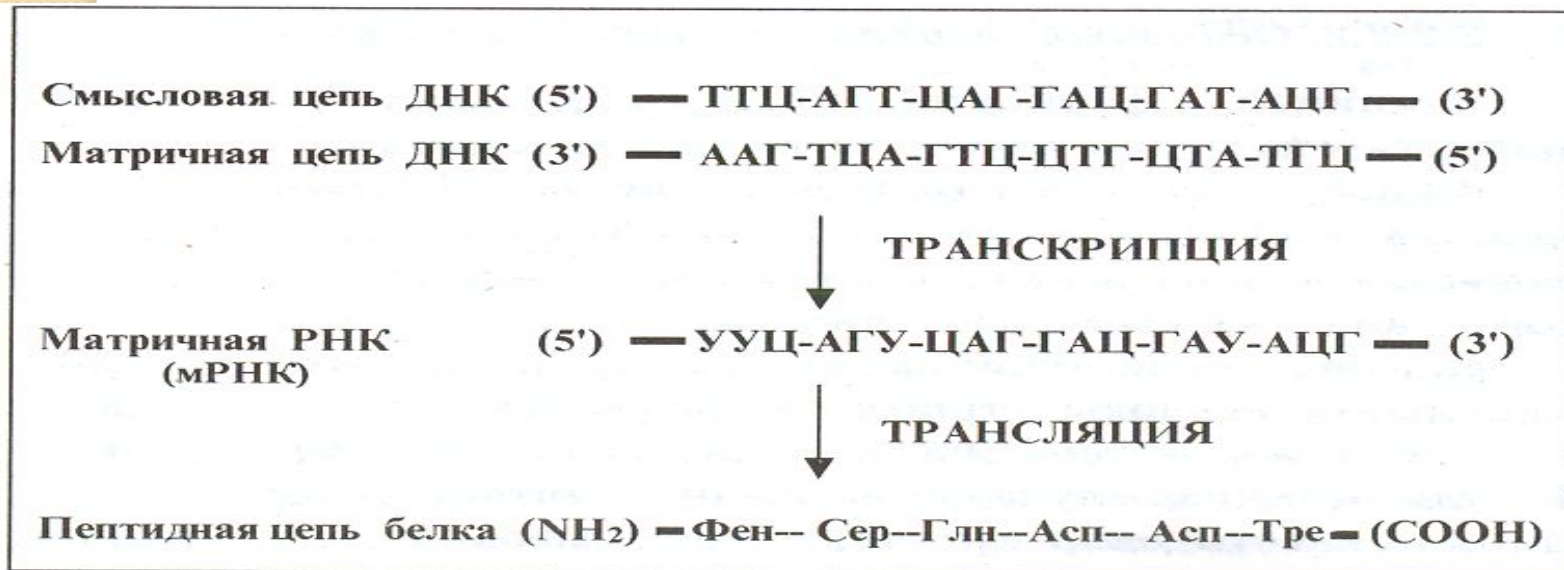 Смысловая цепь ДНК (5') — ТТЦ-АГТ-ЦАГ-ГАЦ-ГАТ-АЦГ — (3')
Матричная цепь ДНК (3') — ААГ-ТЦА-ГТЦ-ЦТГ-ЦТА-ТГЦ — (5')
ТРАНСКРИПЦИЯ
Матричная РНК (5') — УУЦ-АГУ-ЦАГ-ГАЦ-ГАУ-АЦГ — (3')
(мРНК)
ТРАНСЛЯЦИЯ
Пептидная цепь белка (NH₂) – Фен-- Сер--Глн--Асп-- Асп--Тре– (COOH)